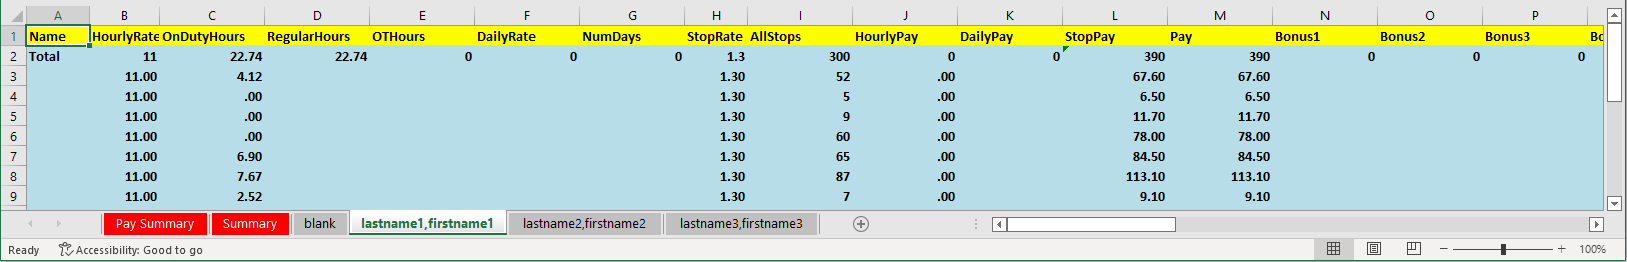 A B C D E F G H I J K L M N O P
1 Name HourlyRate OnDutyHours RegularHours OTHours DailyRate NumDays StopRate AllStops HourlyPay DailyPay StopPay Pay Bonus1 Bonus2 Bonus3 Bo
2 Total 11 22.74 22.74 0 0 0 1.3 300 0 0 390 390 0 0 0
3 11.00 4.12 1.30 52 .00 67.60 67.60
4 11.00 .00 1.30 5 .00 6.50 6.50
5 11.00 .00 1.30 9 .00 11.70 11.70
6 11.00 .00 1.30 60 .00 78.00 78.00
7 11.00 6.90 1.30 65 .00 84.50 84.50
8 11.00 7.67 1.30 87 .00 113.10 113.10
9 11.00 2.52 1.30 7 .00 9.10 9.10
Pay Summary Summary blank lastname1,firstname1 lastname2,firstname2 lastname3,firstname3
Ready Accessibility: Good to go 100%